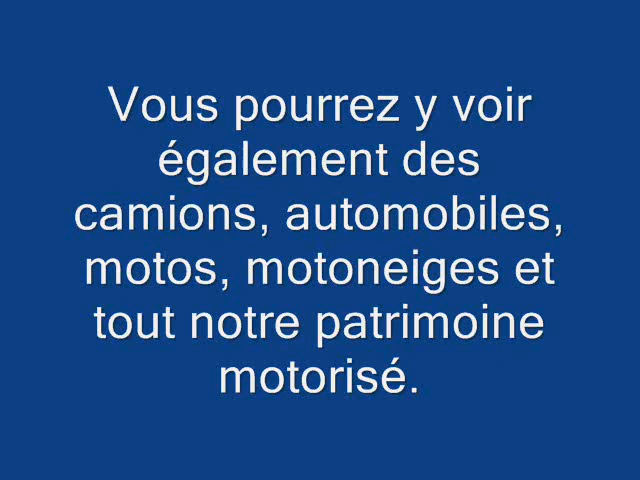 Vous pourrez y voir
également des
camions, automobiles,
motos, motoneiges et
tout notre patrimoine
motorisé.